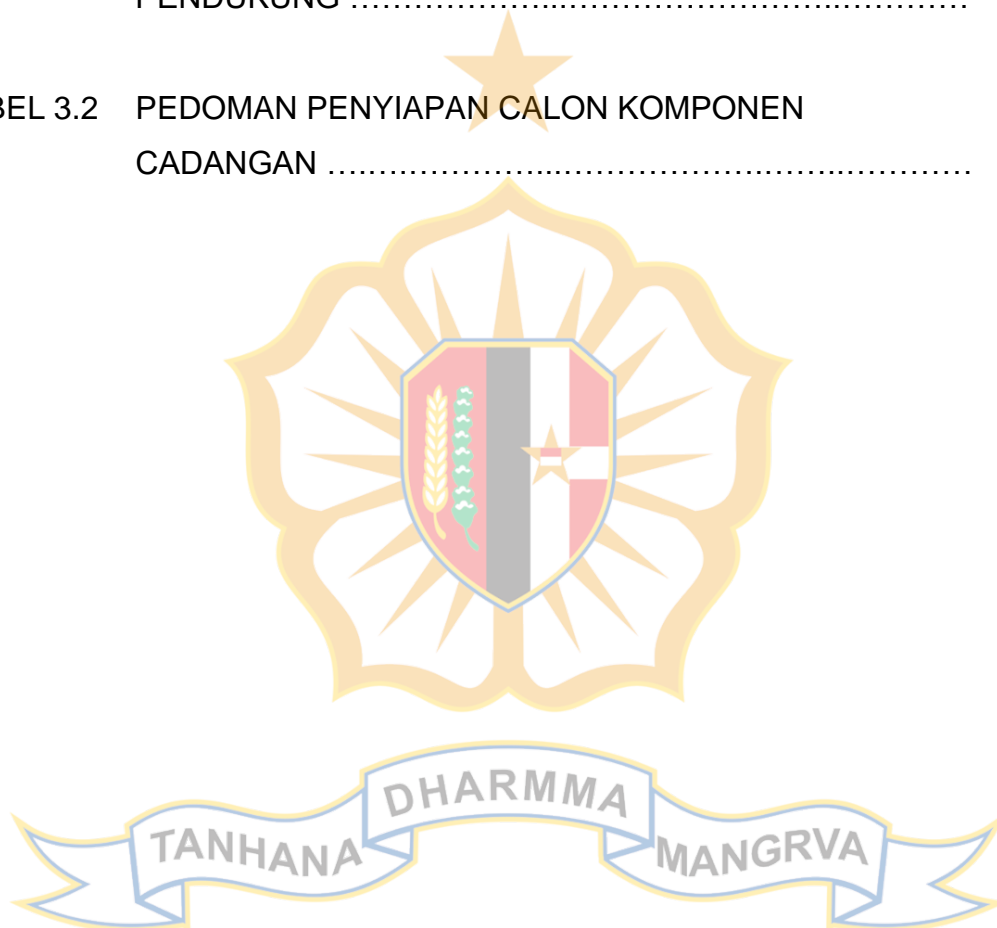 PENDUKUNG ………………...……………………..…………
BEL 3.2 PEDOMAN PENYIAPAN CALON KOMPONEN
CADANGAN ….….…………...……………….……..…………
DHARMMA
TANHANA MANGRVA